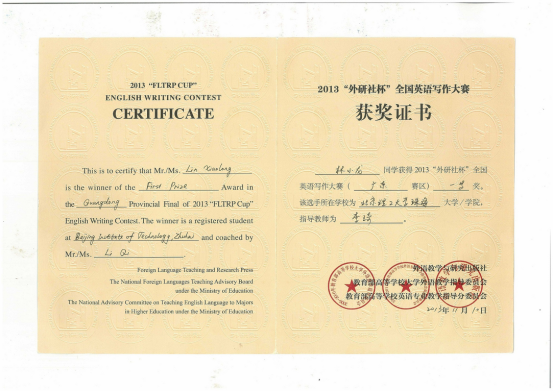 2013 “FLTRP CUP”
ENGLISH WRITING CONTEST
CERTIFICATE
This is to certify that Mr./Ms. Lin Xiaolong
is the winner of the First Prize Award in
the Guangdong Provincial Final of 2013 “FLTRP Cup”
English Writing Contest. The winner is a registered student
at Beijing Institute of Technology, Zhuhai and coached by
Mr./Ms. Li Qi.
Foreign Language Teaching and Research Press
The National Foreign Languages Teaching Advisory Board
under the Ministry of Education
The National Advisory Committee on Teaching English Language to Majors
in Higher Education under the Ministry of Education
2013 “外研社杯” 全国英语写作大赛
获奖证书
林小龙 同学获得 2013 “外研社杯” 全国
英语写作大赛（ 广东 赛区） 一等 奖。
该选手所在学校为 北京理工大学珠海 大学/学院，
指导教师为 李琦 。
外语教学与研究出版社
教育部高等学校大学外语教学指导委员会
教育部高等学校英语专业教学指导分委员会
2013年 11月 10日